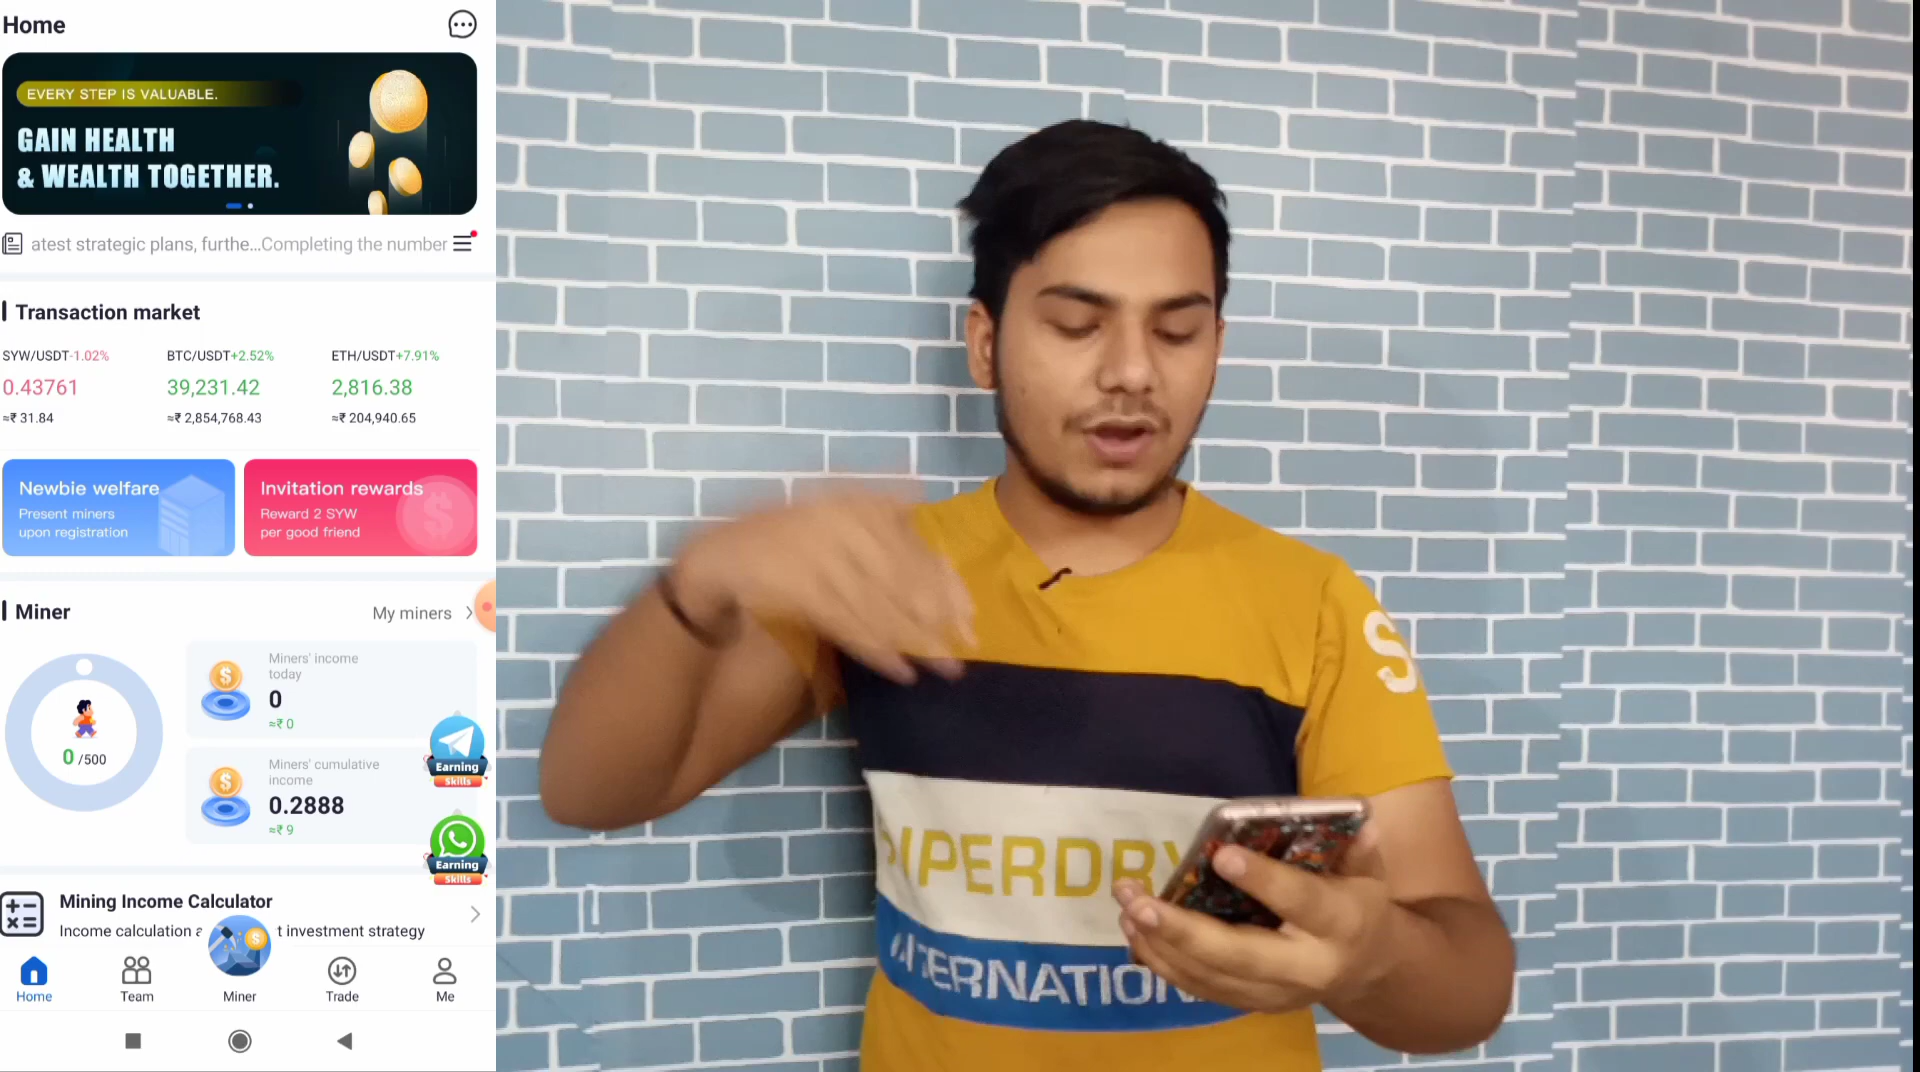 Home
EVERY STEP IS VALUABLE.
GAIN HEALTH
& WEALTH TOGETHER.
atest strategic plans, furthe...Completing the number
Transaction market
SYW/USDT-1.02%
0.43761
≈₹ 31.84
BTC/USDT+2.52%
39,231.42
≈₹ 2,854,768.43
ETH/USDT+7.91%
2,816.38
≈₹ 204,940.65
Newbie welfare
Present miners
upon registration
Invitation rewards
Reward 2 SYW
per good friend
Miner
My miners
0 /500
Miners' income
today
0
≈₹ 0
Miners' cumulative
income
0.2888
≈₹ 9
Earning
Skills
Earning
Skills
Mining Income Calculator
Income calculation a
t investment strategy
Home
Team
Miner
Trade
Me
S
IPERDRY
TERNATION